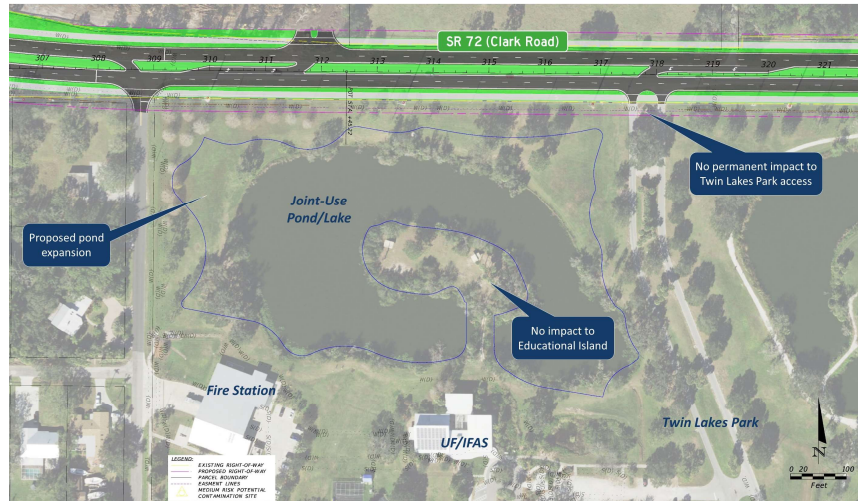 SR 72 (Clark Road)
307
308
309
310
311
312
313
314
315
316
317
318
319
320
321
No permanent impact to
Twin Lakes Park access
Joint-Use
Pond/Lake
Proposed pond
expansion
No impact to
Educational Island
Fire Station
UF/IFAS
Twin Lakes Park
N
0 20
100
Feet
LEGEND:
EXISTING RIGHT-OF-WAY
PROPOSED RIGHT-OF-WAY
PARCEL BOUNDARY
EASMENT LINES
MEDIUM RISK POTENTIAL
CONTAMINATION SITE